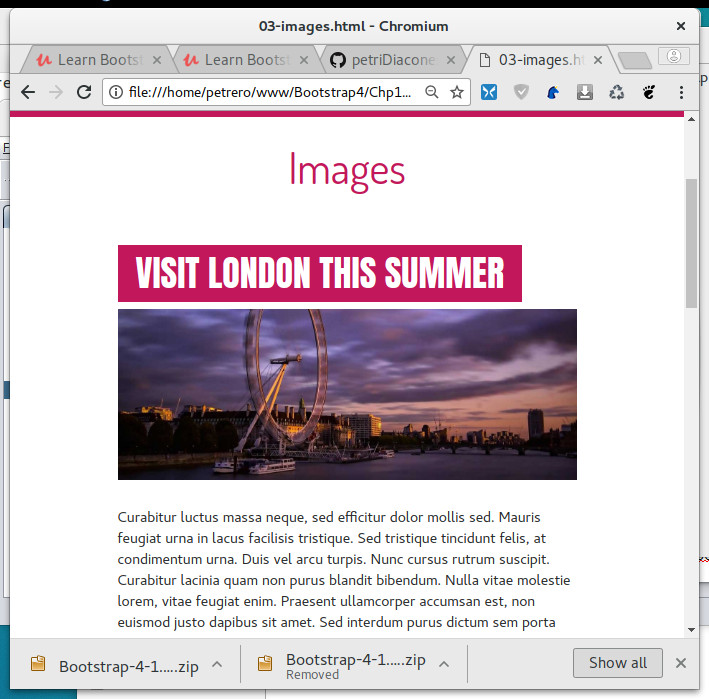 03-images.html - Chromium
Learn Bootst
Learn Bootst
petriDiacone
03-images.ht
file:///home/petrero/www/Bootstrap4/Chp1...
Images
VISIT LONDON THIS SUMMER
Curabitur luctus massa neque, sed efficitur dolor mollis sed. Mauris
feugiat urna in lacus facilisis tristique. Sed tristique tincidunt felis, at
condimentum urna. Duis vel arcu turpis. Nunc cursus rutrum suscipit.
Curabitur lacinia quam non purus blandit bibendum. Nulla vitae molestie
lorem, vitae feugiat enim. Praesent ullamcorper accumsan est, non
euismod justo dapibus sit amet. Sed interdum purus dictum sem porta
Bootstrap-4-1.....zip
Bootstrap-4-1.....zip
Removed
Show all